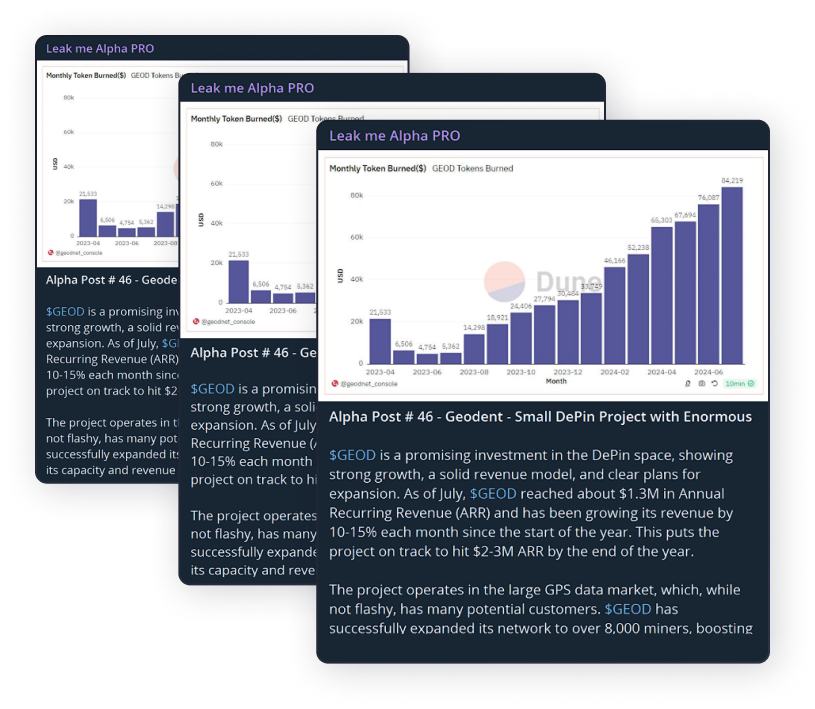 Leak me Alpha PRO
Monthly Token Burned($) GEOD Tokens Bu
80k
60k
USD
40k
20k
0
21,533
6,506
4,754
5,362
14,298
2023-04
2023-06
2023-08
@geodnet_console
Alpha Post # 46 - Geode
$GEOD is a promising inve
strong growth, a solid rev
expansion. As of July, $G
Recurring Revenue (ARR)
10-15% each month since
project on track to hit $2
The project operates in t
not flashy, has many pot
successfully expanded its
its capacity and revenue
Leak me Alpha PRO
Monthly Token Burned($) GEOD Tokens Burned
80k
60k
USD
40k
20k
0
21,533
6,506
4,754
5,362
2023-04
2023-06
@geodnet_console
Alpha Post # 46 - Ge
$GEOD is a promisin
strong growth, a soli
expansion. As of July
Recurring Revenue (
10-15% each month
project on track to hi
The project operates
not flashy, has many
successfully expande
its capacity and reve
Leak me Alpha PRO
Monthly Token Burned($) GEOD Tokens Burned
80k
60k
USD
40k
20k
0
21,533
6,506
4,754
5,362
14,298
18,921
24,406
27,794
30,484
33,749
46,166
52,238
65,303
67,694
76,087
84,219
Dune
2023-04
2023-06
2023-08
2023-10
2023-12
2024-02
2024-04
2024-06
Month
@geodnet_console
10min
Alpha Post # 46 - Geodent - Small DePin Project with Enormous
$GEOD is a promising investment in the DePin space, showing
strong growth, a solid revenue model, and clear plans for
expansion. As of July, $GEOD reached about $1.3M in Annual
Recurring Revenue (ARR) and has been growing its revenue by
10-15% each month since the start of the year. This puts the
project on track to hit $2-3M ARR by the end of the year.
The project operates in the large GPS data market, which, while
not flashy, has many potential customers. $GEOD has
successfully expanded its network to over 8,000 miners, boosting